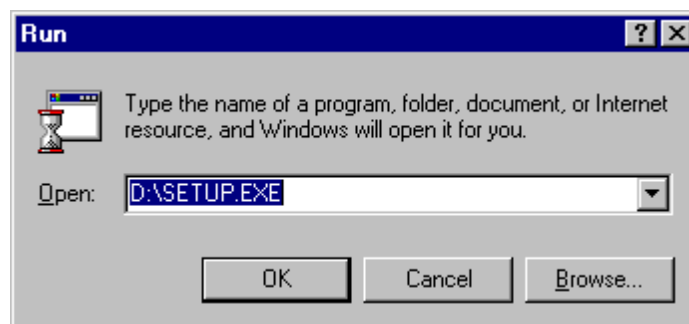 Run
Type the name of a program, folder, document, or Internet
resource, and Windows will open it for you.
Open: D:\SETUP.EXE
OK Cancel Browse...